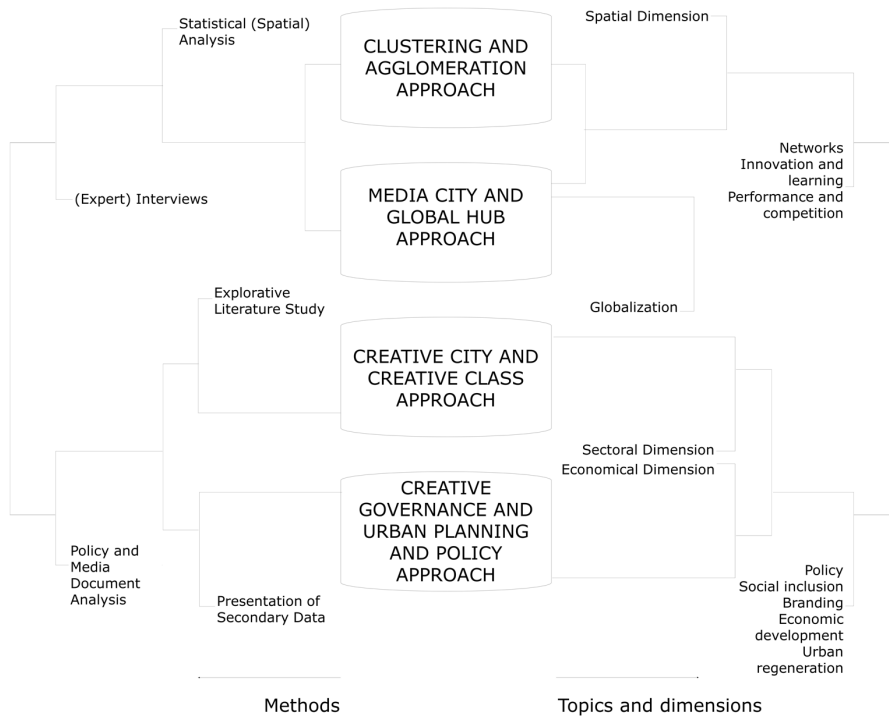 Statistical (Spatial)
Analysis
(Expert) Interviews
Explorative
Literature Study
Policy and
Media
Document
Analysis
Presentation of
Secondary Data
CLUSTERING AND
AGGLOMERATION
APPROACH
MEDIA CITY AND
GLOBAL HUB
APPROACH
CREATIVE CITY AND
CREATIVE CLASS
APPROACH
CREATIVE
GOVERNANCE AND
URBAN PLANNING
AND POLICY
APPROACH
Spatial Dimension
Networks
Innovation and
learning
Performance and
competition
Globalization
Sectoral Dimension
Economical Dimension
Policy
Social inclusion
Branding
Economic
development
Urban
regeneration
Methods
Topics and dimensions